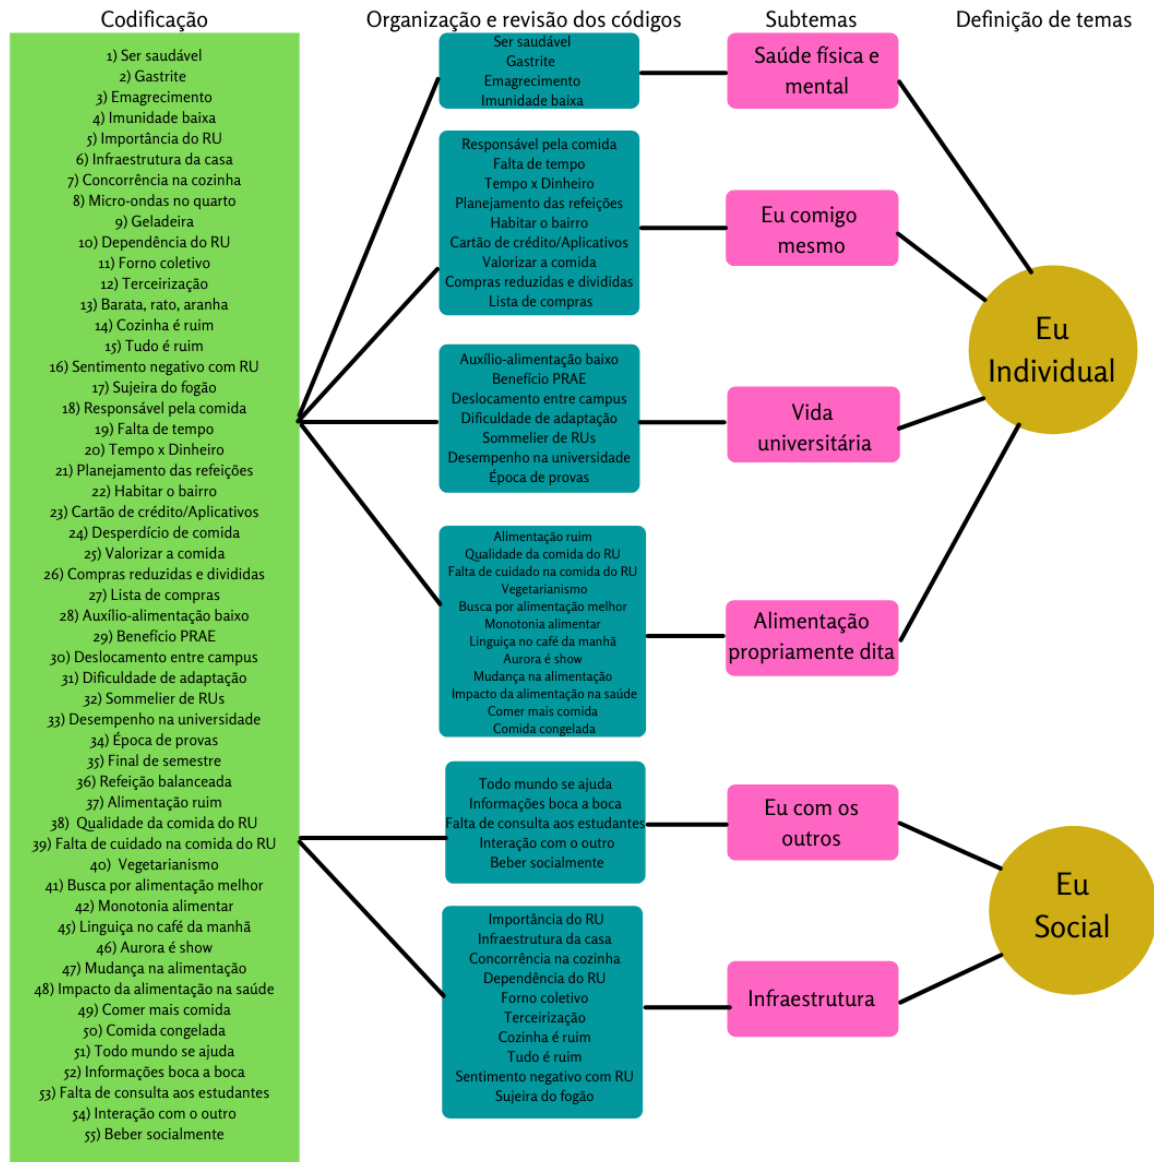 Codificação
1) Ser saudável
2) Gastrite
3) Emagrecimento
4) Imunidade baixa
5) Importância do RU
6) Infraestrutura da casa
7) Concorrência na cozinha
8) Micro-ondas no quarto
9) Geladeira
10) Dependência do RU
11) Forno coletivo
12) Terceirização
13) Barata, rato, aranha
14) Cozinha é ruim
15) Tudo é ruim
16) Sentimento negativo com RU
17) Sujeira do fogão
18) Responsável pela comida
19) Falta de tempo
20) Tempo x Dinheiro
21) Planejamento das refeições
22) Habitar o bairro
23) Cartão de crédito/Aplicativos
24) Desperdício de comida
25) Valorizar a comida
26) Compras reduzidas e divididas
27) Lista de compras
28) Auxílio-alimentação baixo
29) Benefício PRAE
30) Deslocamento entre campus
31) Dificuldade de adaptação
32) Sommelier de RUs
33) Desempenho na universidade
34) Época de provas
35) Final de semestre
36) Refeição balanceada
37) Alimentação ruim
38) Qualidade da comida do RU
39) Falta de cuidado na comida do RU
40) Vegetarianismo
41) Busca por alimentação melhor
42) Monotonia alimentar
45) Linguiça no café da manhã
46) Aurora é show
47) Mudança na alimentação
48) Impacto da alimentação na saúde
49) Comer mais comida
50) Comida congelada
51) Todo mundo se ajuda
52) Informações boca a boca
53) Falta de consulta aos estudantes
54) Interação com o outro
55) Beber socialmente
Organização e revisão dos códigos
Ser saudável
Gastrite
Emagrecimento
Imunidade baixa
Responsável pela comida
Falta de tempo
Tempo x Dinheiro
Planejamento das refeições
Habitar o bairro
Cartão de crédito/Aplicativos
Valorizar a comida
Compras reduzidas e divididas
Lista de compras
Auxílio-alimentação baixo
Benefício PRAE
Deslocamento entre campus
Dificuldade de adaptação
Sommelier de RUs
Desempenho na universidade
Época de provas
Alimentação ruim
Qualidade da comida do RU
Falta de cuidado na comida do RU
Vegetarianismo
Busca por alimentação melhor
Monotonia alimentar
Linguiça no café da manhã
Aurora é show
Mudança na alimentação
Impacto da alimentação na saúde
Comer mais comida
Comida congelada
Todo mundo se ajuda
Informações boca a boca
Falta de consulta aos estudantes
Interação com o outro
Beber socialmente
Importância do RU
Infraestrutura da casa
Concorrência na cozinha
Dependência do RU
Forno coletivo
Terceirização
Cozinha é ruim
Tudo é ruim
Sentimento negativo com RU
Sujeira do fogão
Subtemas
Saúde física e
mental
Eu comigo
mesmo
Vida
universitária
Alimentação
propriamente dita
Eu com os
outros
Infraestrutura
Definição de temas
Eu
Individual
Eu
Social